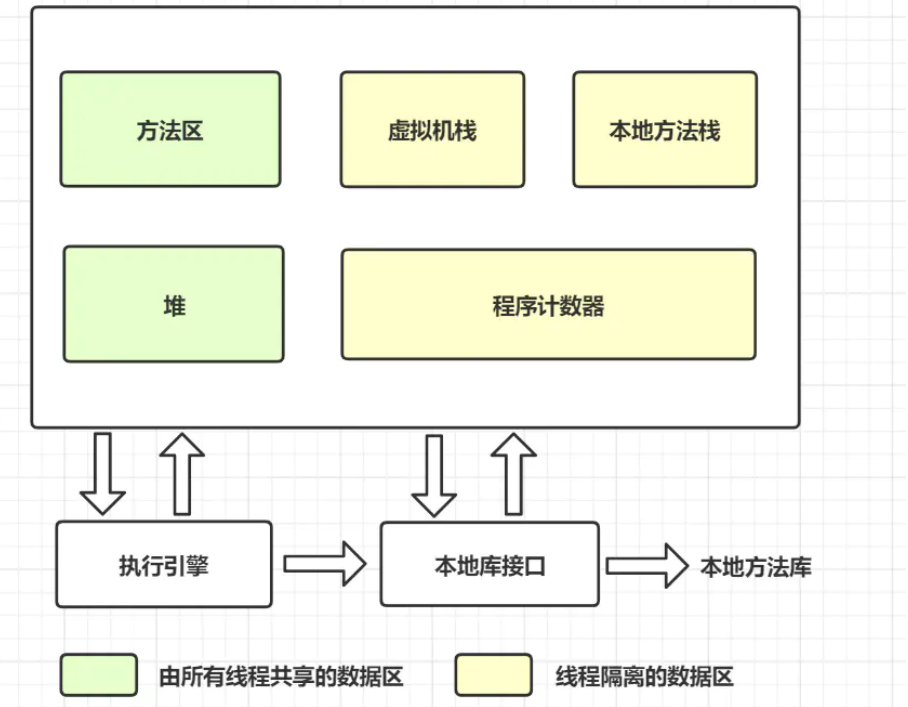 方法区
虚拟机栈
本地方法栈
堆
程序计数器
执行引擎
本地库接口
本地方法库
由所有线程共享的数据区
线程隔离的数据区